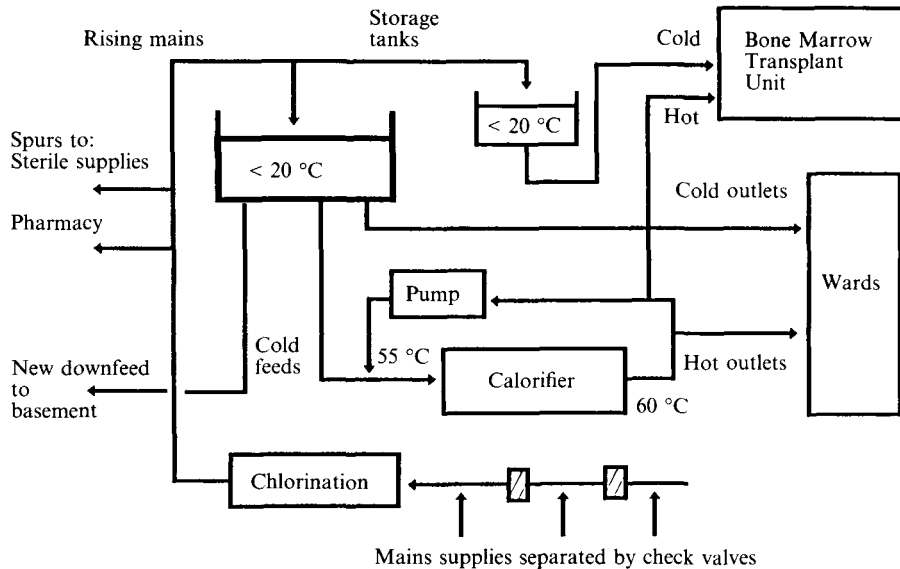 Rising mains
Storage
tanks
Cold
Bone Marrow
Transplant
Unit
Hot
< 20 °C
< 20 °C
Spurs to:
Sterile supplies
Pharmacy
Cold outlets
Wards
Pump
New downfeed
to
basement
Cold
feeds
55 °C
Calorifier
60 °C
Hot outlets
Chlorination
Mains supplies separated by check valves